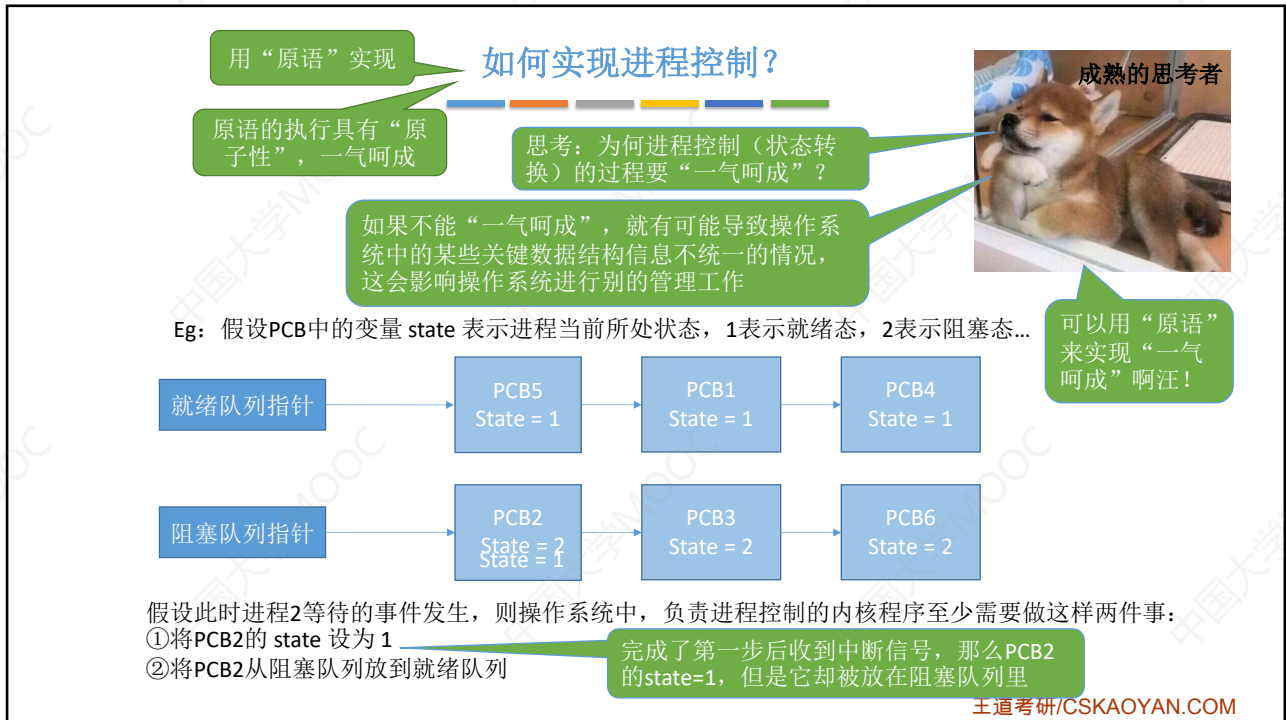 用“原语”实现
如何实现进程控制？
成熟的思考者
原语的执行具有“原
子性”，一气呵成
思考：为何进程控制（状态转
换）的过程要“一气呵成”？
如果不能“一气呵成”，就有可能导致操作系
统中的某些关键数据结构信息不统一的情况，
这会影响操作系统进行别的管理工作
可以用“原语”
来实现“一气
呵成”啊汪！
Eg：假设PCB中的变量 state 表示进程当前所处状态，1表示就绪态，2表示阻塞态…
就绪队列指针
PCB5
State = 1
PCB1
State = 1
PCB4
State = 1
阻塞队列指针
PCB2
State = 2
State = 1
PCB3
State = 2
PCB6
State = 2
假设此时进程2等待的事件发生，则操作系统中，负责进程控制的内核程序至少需要做这样两件事：
①将PCB2的 state 设为 1
②将PCB2从阻塞队列放到就绪队列
完成了第一步后收到中断信号，那么PCB2
的state=1，但是它却被放在阻塞队列里
王道考研/CSKAOYAN.COM
中国大学MOOC